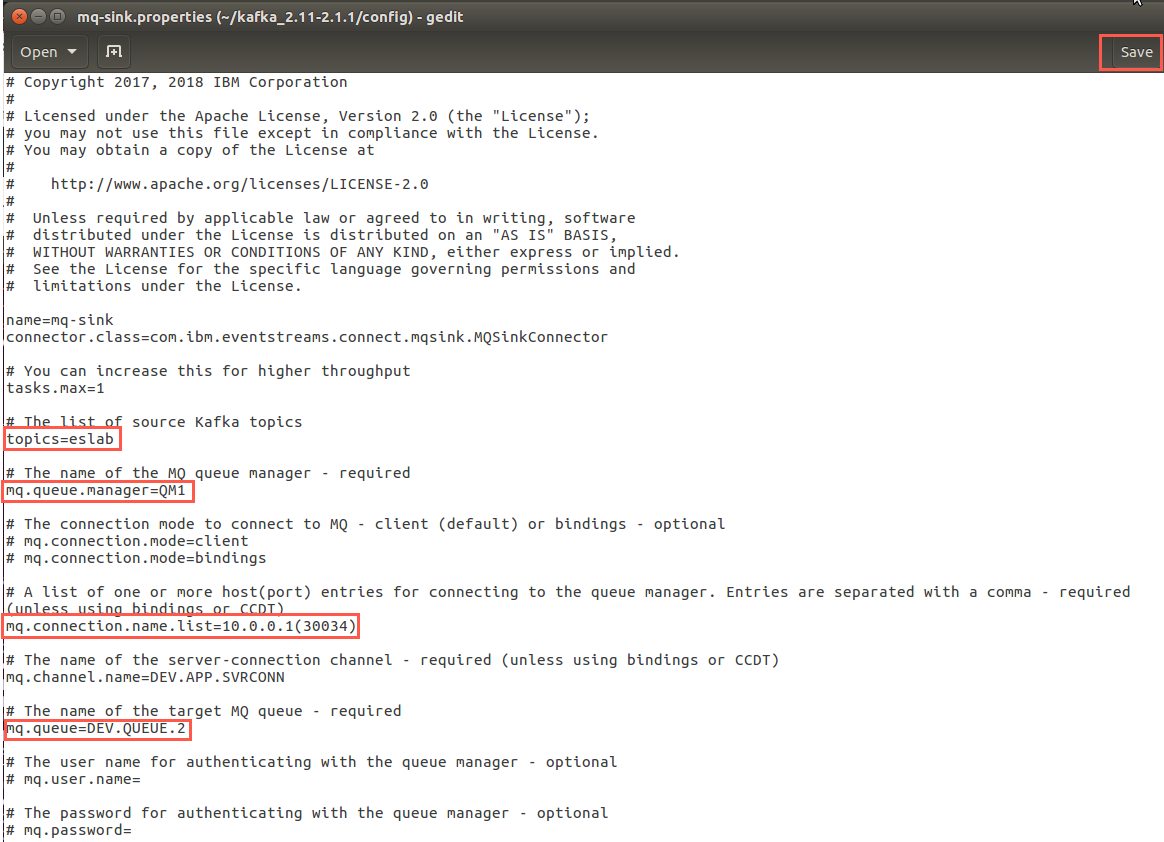 mq-sink.properties (~/kafka_2.11-2.1.1/config) - gedit
Open
Save
# Copyright 2017, 2018 IBM Corporation
#
# Licensed under the Apache License, Version 2.0 (the "License");
# you may not use this file except in compliance with the License.
# You may obtain a copy of the License at
#
#    http://www.apache.org/licenses/LICENSE-2.0
#
#  Unless required by applicable law or agreed to in writing, software
#  distributed under the License is distributed on an "AS IS" BASIS,
#  WITHOUT WARRANTIES OR CONDITIONS OF ANY KIND, either express or implied.
#  See the License for the specific language governing permissions and
#  limitations under the License.
name=mq-sink
connector.class=com.ibm.eventstreams.connect.mqsink.MQSinkConnector
# You can increase this for higher throughput
tasks.max=1
# The list of source Kafka topics
topics=eslab
# The name of the MQ queue manager - required
mq.queue.manager=QM1
# The connection mode to connect to MQ - client (default) or bindings - optional
# mq.connection.mode=client
# mq.connection.mode=bindings
# A list of one or more host(port) entries for connecting to the queue manager. Entries are separated with a comma - required
(unless using bindings or CCDT)
mq.connection.name.list=10.0.0.1(30034)
# The name of the server-connection channel - required (unless using bindings or CCDT)
mq.channel.name=DEV.APP.SVRCONN
# The name of the target MQ queue - required
mq.queue=DEV.QUEUE.2
# The user name for authenticating with the queue manager - optional
# mq.user.name=
# The password for authenticating with the queue manager - optional
# mq.password=